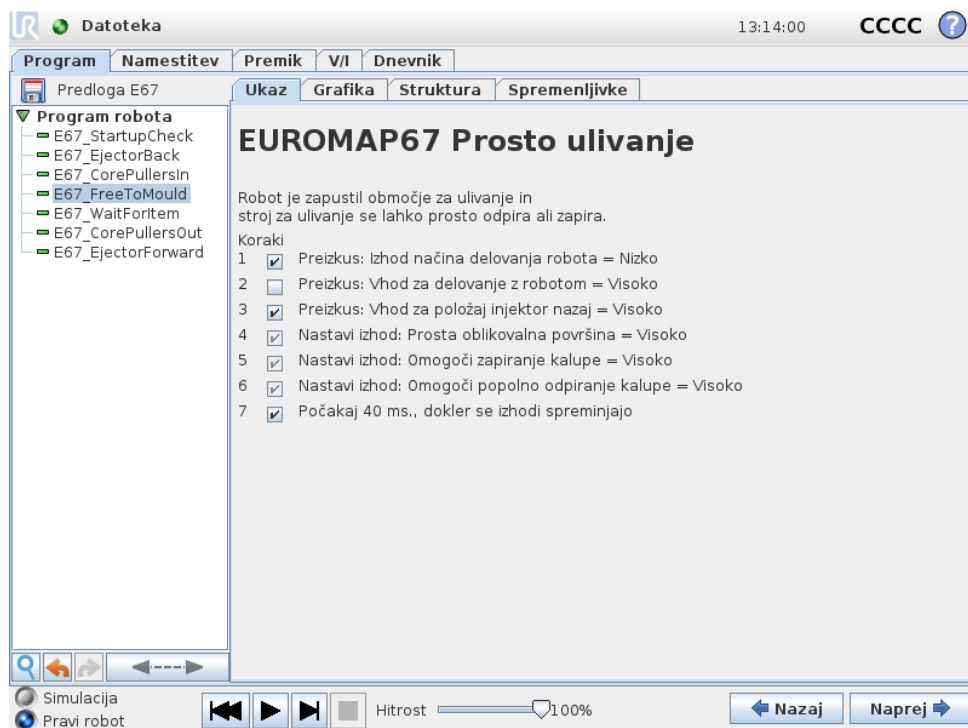 UR Datoteka 13:14:00 CCCC ?
Program Namestitev Premik V/I Dnevnik
Predloga E67
Ukaz Grafika Struktura Spremenljivke
Program robota
E67_StartupCheck
E67_EjectorBack
E67_CorePullersIn
E67_FreeToMould
E67_WaitForItem
E67_CorePullersOut
E67_EjectorForward
EUROMAP67 Prosto ulivanje
Robot je zapustil območje za ulivanje in
stroj za ulivanje se lahko prosto odpira ali zapira.
Koraki
1 Preizkus: Izhod načina delovanja robota = Nizko
2 Preizkus: Vhod za delovanje z robotom = Visoko
3 Preizkus: Vhod za položaj injektor nazaj = Visoko
4 Nastavi izhod: Prosta oblikovalna površina = Visoko
5 Nastavi izhod: Omogoči zapiranje kalupe = Visoko
6 Nastavi izhod: Omogoči popolno odpiranje kalupe = Visoko
7 Počakaj 40 ms., dokler se izhodi spreminjajo
Simulacija
Pravi robot
Hitrost 100%
Nazaj Naprej